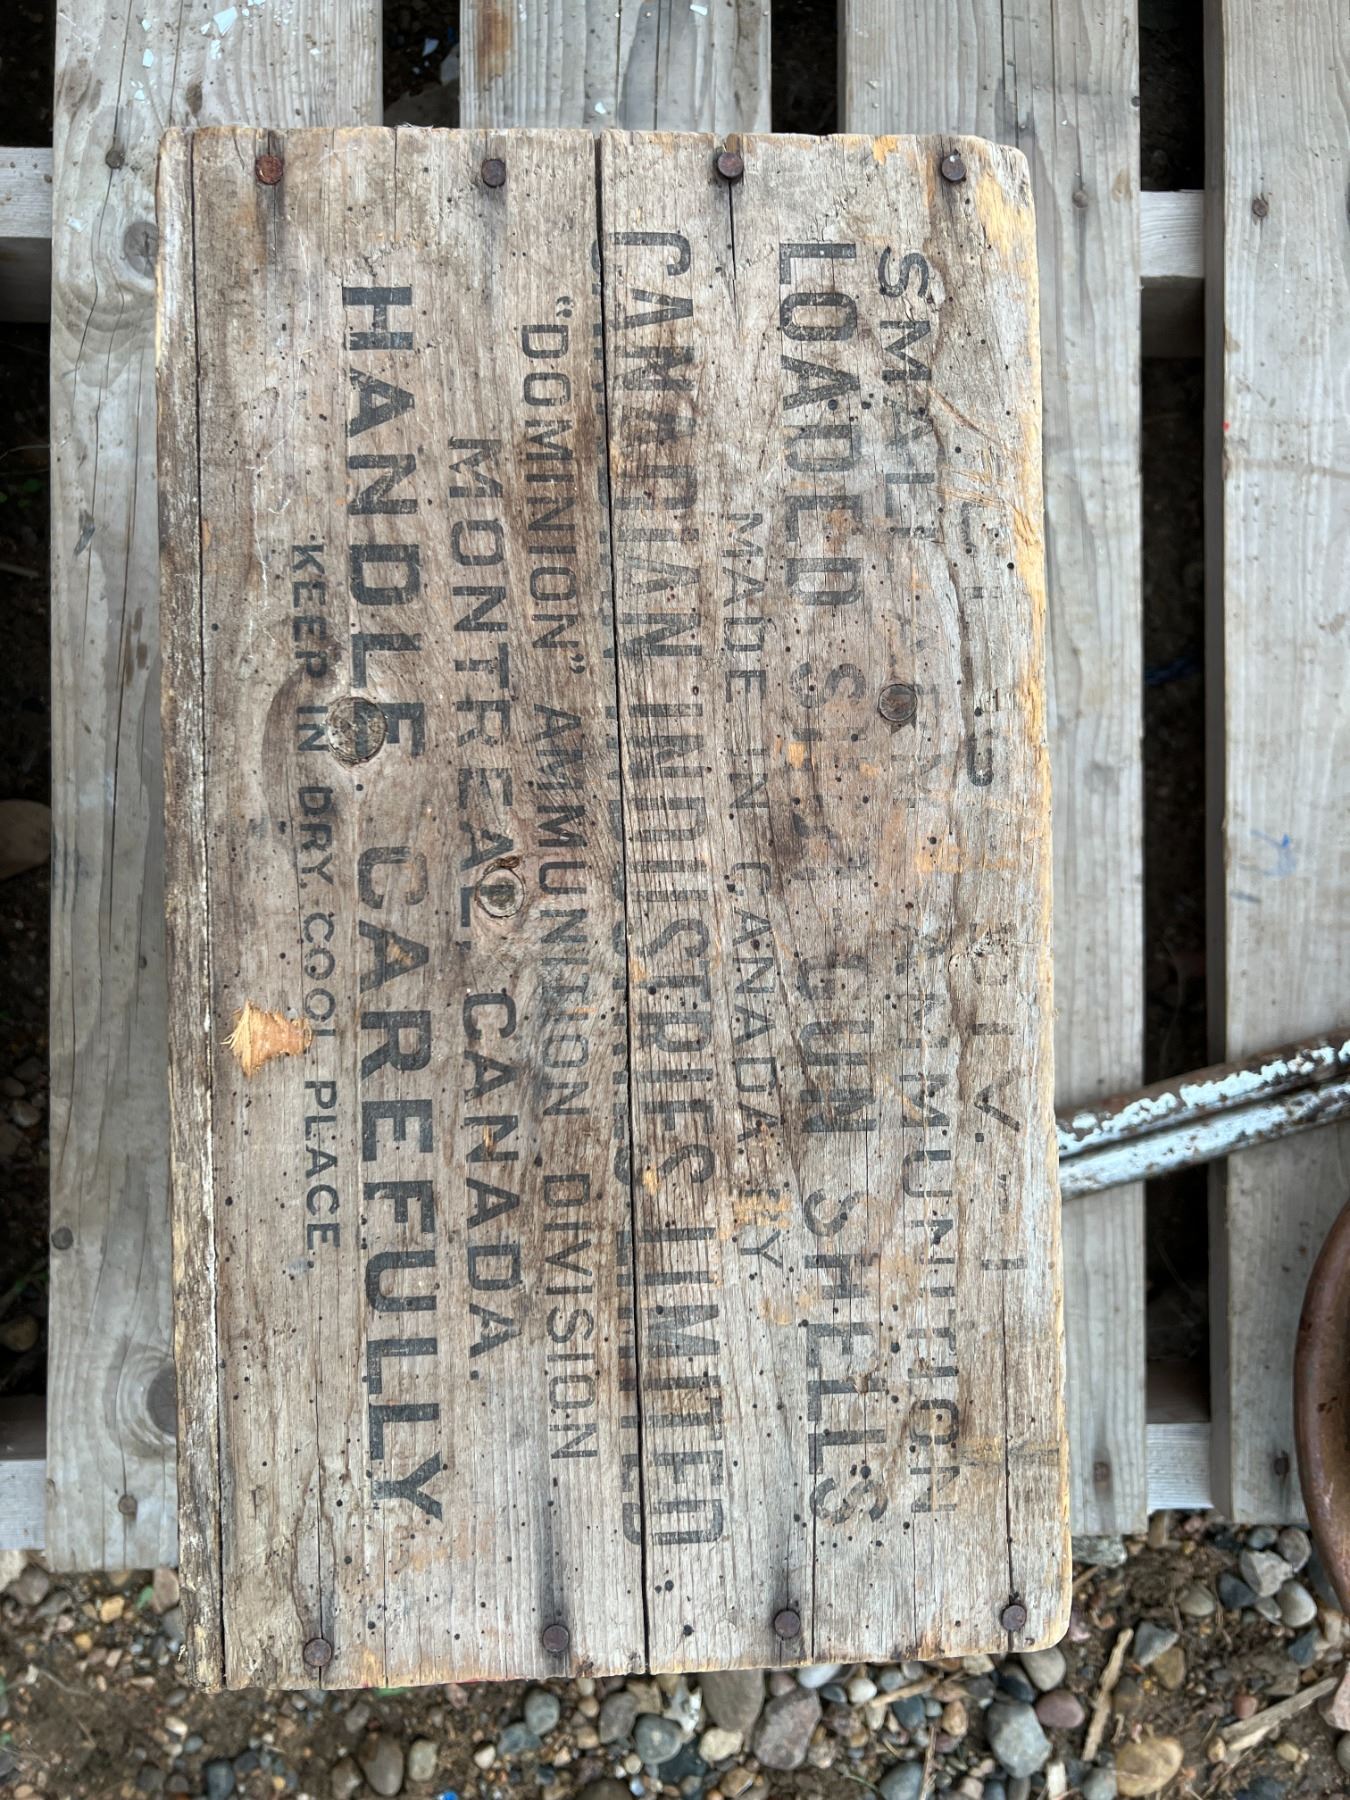 SMALL ARM AMMUNITION
LOADED SHOT GUN SHELLS
MADE IN CANADA BY
CANADIAN INDUSTRIES LIMITED
"DOMINION" AMMUNITION DIVISION
MONTREAL, CANADA.
HANDLE CAREFULLY
KEEP IN DRY, COOL PLACE.